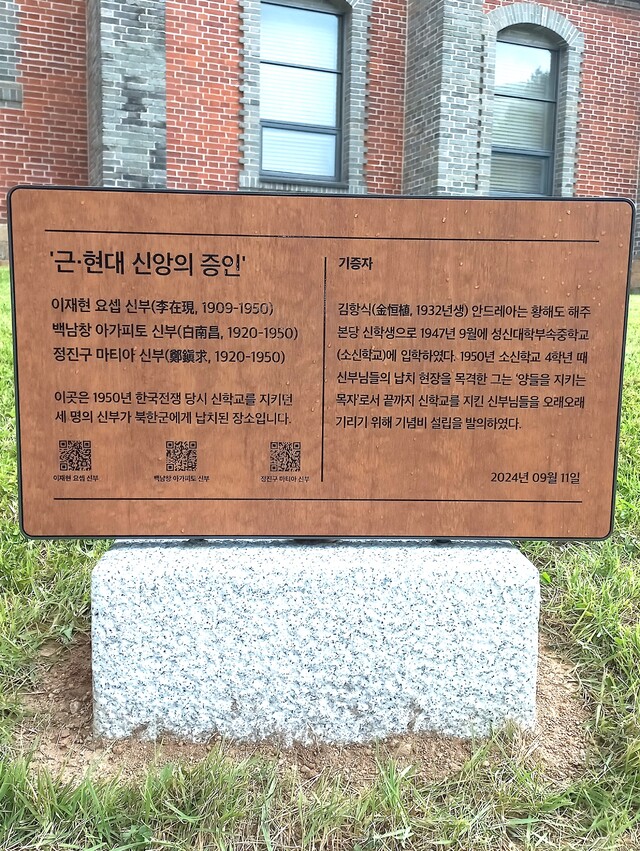 '근·현대 신앙의 증인'
이재현 요셉 신부(李在現, 1909-1950)
백남창 아가피토 신부(白南昌, 1920-1950)
정진구 마티아 신부(鄭鎭求, 1920-1950)
이곳은 1950년 한국전쟁 당시 신학교를 지키던
세 명의 신부가 북한군에게 납치된 장소입니다.
이재현 요셉 신부
백남창 아가피토 신부
정진구 마티아 신부
기증자
김항식(金恒植, 1932년생) 안드레아는 황해도 해주
본당 신학생으로 1947년 9월에 성신대학부속중학교
(소신학교)에 입학하였다. 1950년 소신학교 4학년 때
신부님들의 납치 현장을 목격한 그는 '양들을 지키는
목자'로서 끝까지 신학교를 지킨 신부님들을 오래오래
기리기 위해 기념비 설립을 발의하였다.
2024년 09월 11일